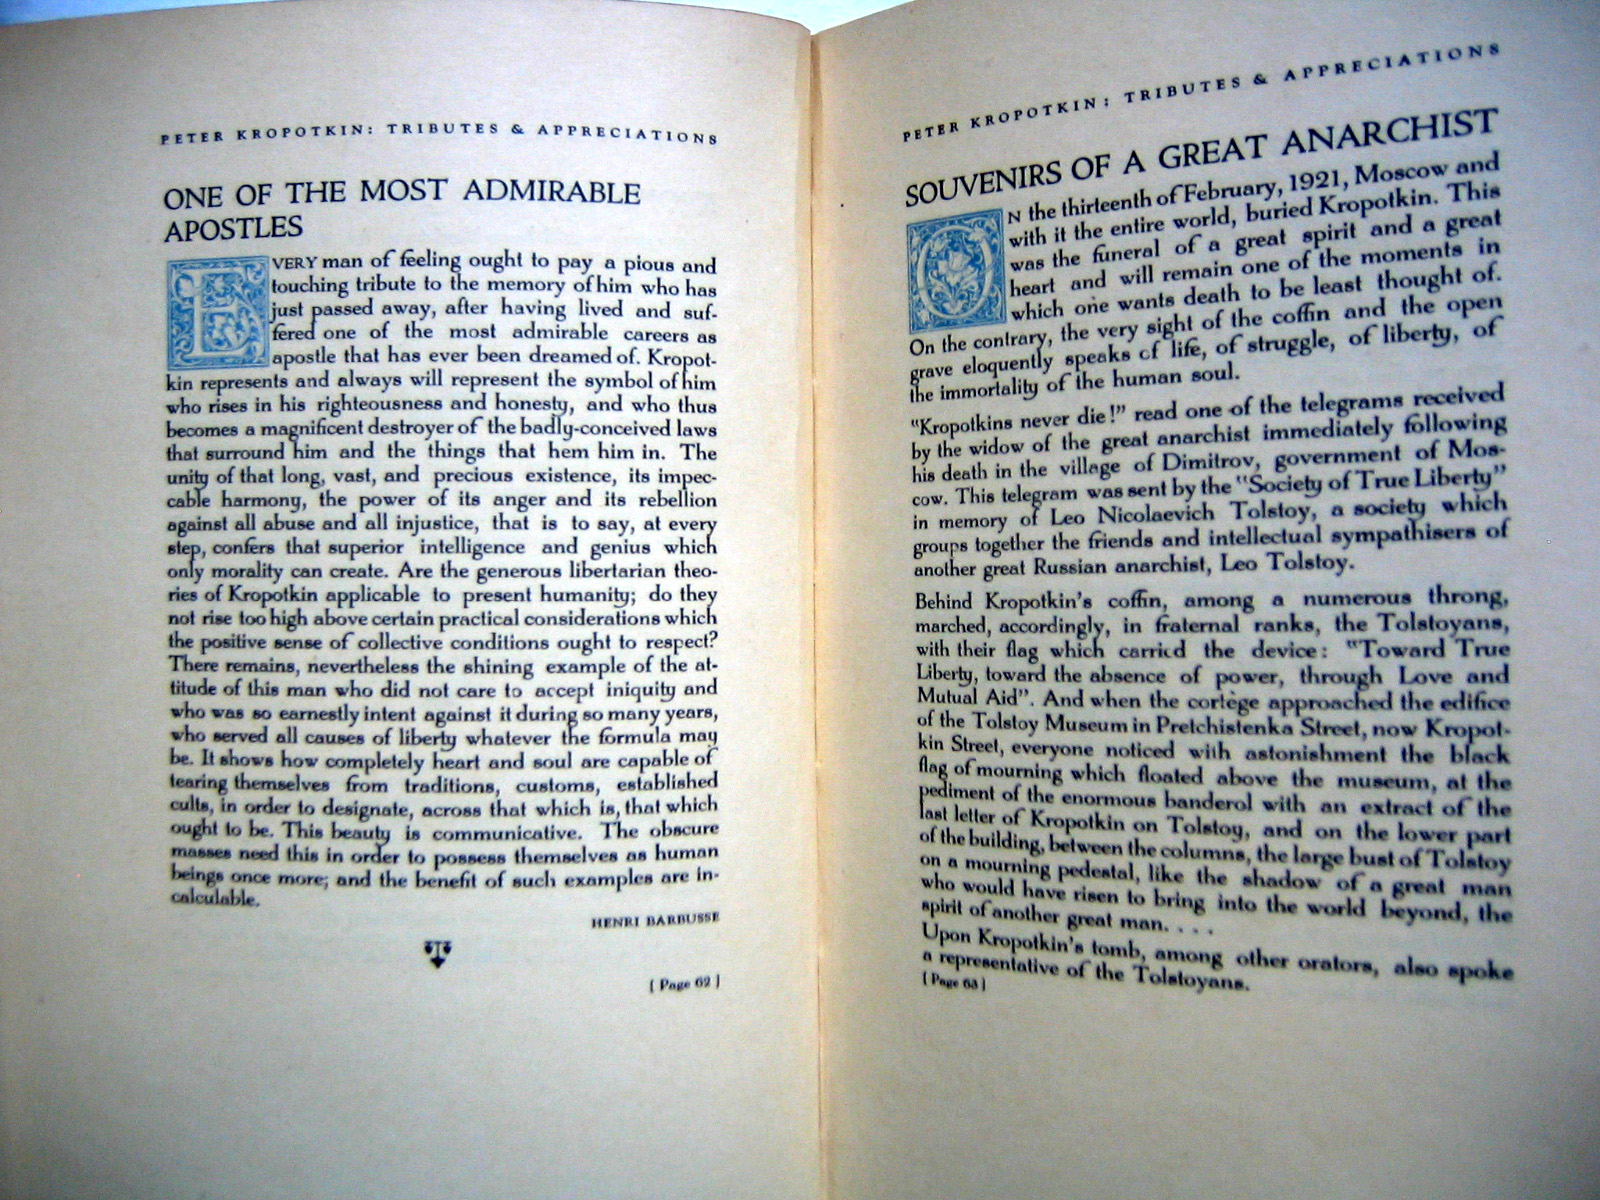 PETER KROPOTKIN: TRIBUTES & APPRECIATIONS
ONE OF THE MOST ADMIRABLE
APOSTLES
EVERY man of feeling ought to pay a pious and
touching tribute to the memory of him who has
just passed away, after having lived and suf-
fered one of the most admirable careers as
apostle that has ever been dreamed of. Kropot-
kin represents and always will represent the symbol of him
who rises in his righteousness and honesty, and who thus
becomes a magnificent destroyer of the badly-conceived laws
that surround him and the things that hem him in. The
unity of that long, vast, and precious existence, its impec-
cable harmony, the power of its anger and its rebellion
against all abuse and all injustice, that is to say, at every
step, confers that superior intelligence and genius which
only morality can create. Are the generous libertarian theo-
ries of Kropotkin applicable to present humanity; do they
not rise too high above certain practical considerations which
the positive sense of collective conditions ought to respect?
There remains, nevertheless the shining example of the at-
titude of this man who did not care to accept iniquity and
who was so earnestly intent against it during so many years,
who served all causes of liberty whatever the formula may
be. It shows how completely heart and soul are capable of
tearing themselves from traditions, customs, established
cults, in order to designate, across that which is, that which
ought to be. This beauty is communicative. The obscure
masses need this in order to possess themselves as human
beings once more; and the benefit of such examples are in-
calculable.
HENRI BARBUSSE
[ Page 62 ]
PETER KROPOTKIN: TRIBUTES & APPRECIATIONS
SOUVENIRS OF A GREAT ANARCHIST
ON the thirteenth of February, 1921, Moscow and
with it the entire world, buried Kropotkin. This
was the funeral of a great spirit and a great
heart and will remain one of the moments in
which one wants death to be least thought of.
On the contrary, the very sight of the coffin and the open
grave eloquently speaks of life, of struggle, of liberty, of
the immortality of the human soul.
"Kropotkins never die!" read one of the telegrams received
by the widow of the great anarchist immediately following
his death in the village of Dimitrov, government of Mos-
cow. This telegram was sent by the "Society of True Liberty"
in memory of Leo Nicolaevich Tolstoy, a society which
groups together the friends and intellectual sympathisers of
another great Russian anarchist, Leo Tolstoy.
Behind Kropotkin's coffin, among a numerous throng,
marched, accordingly, in fraternal ranks, the Tolstoyans,
with their flag which carried the device: "Toward True
Liberty, toward the absence of power, through Love and
Mutual Aid". And when the cortège approached the edifice
of the Tolstoy Museum in Pretchistenka Street, now Kropot-
kin Street, everyone noticed with astonishment the black
flag of mourning which floated above the museum, at the
pediment of the enormous banderol with an extract of the
last letter of Kropotkin on Tolstoy, and on the lower part
of the building, between the columns, the large bust of Tolstoy
on a mourning pedestal, like the shadow of a great man
who would have risen to bring into the world beyond, the
spirit of another great man. . . .
Upon Kropotkin's tomb, among other orators, also spoke
a representative of the Tolstoyans.
[ Page 63 ]